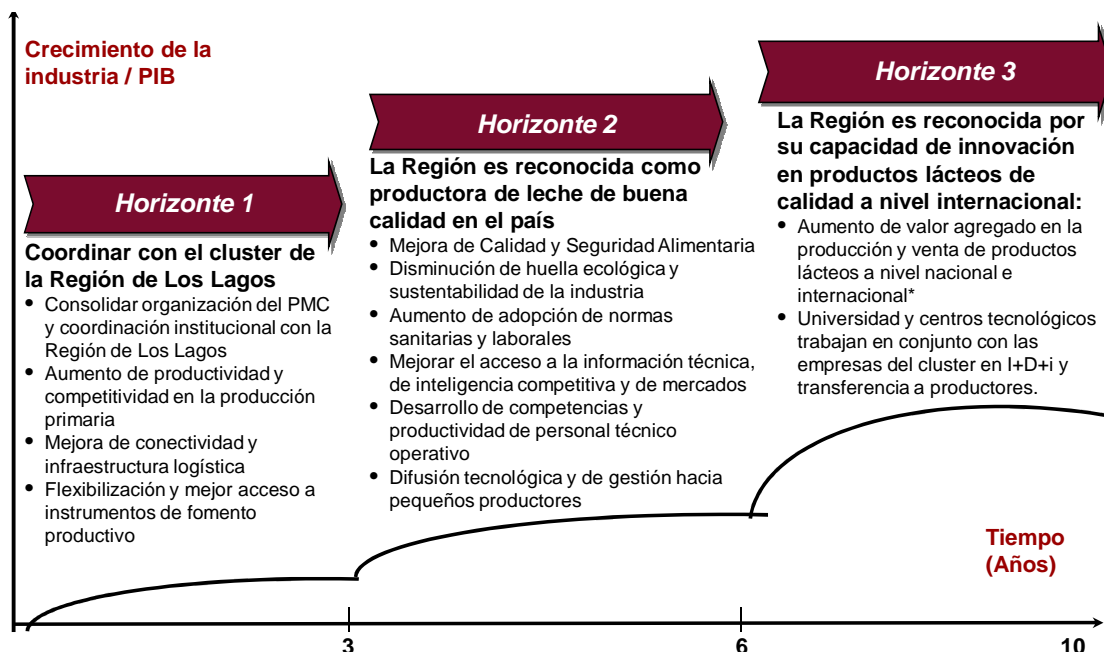 Crecimiento de la
industria / PIB
Horizonte 1
Coordinar con el cluster de
la Región de Los Lagos
• Consolidar organización del PMC
y coordinación institucional con la
Región de Los Lagos
• Aumento de productividad y
competitividad en la producción
primaria
• Mejora de conectividad y
infraestructura logística
• Flexibilización y mejor acceso a
instrumentos de fomento
productivo
Horizonte 2
La Región es reconocida como
productora de leche de buena
calidad en el país
• Mejora de Calidad y Seguridad Alimentaria
• Disminución de huella ecológica y
sustentabilidad de la industria
• Aumento de adopción de normas
sanitarias y laborales
• Mejorar el acceso a la información técnica,
de inteligencia competitiva y de mercados
• Desarrollo de competencias y
productividad de personal técnico
operativo
• Difusión tecnológica y de gestión hacia
pequeños productores
Horizonte 3
La Región es reconocida por
su capacidad de innovación
en productos lácteos de
calidad a nivel internacional:
• Aumento de valor agregado en la
producción y venta de productos
lácteos a nivel nacional e
internacional*
• Universidad y centros tecnológicos
trabajan en conjunto con las
empresas del cluster en I+D+i y
transferencia a productores.
Tiempo
(Años)
3
6
10